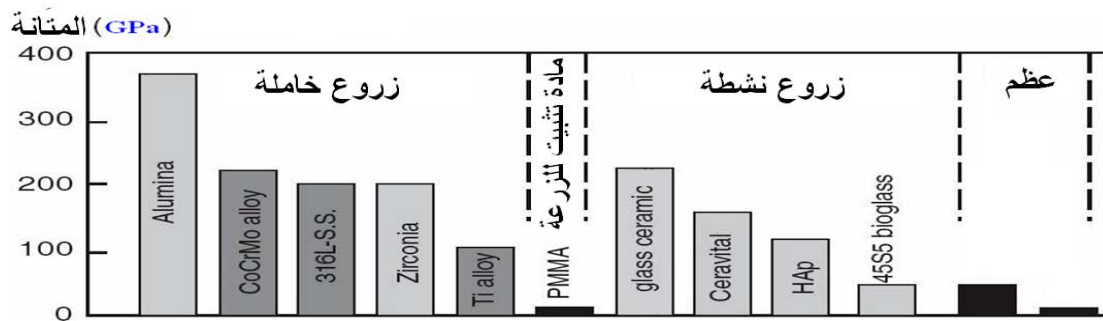 المتانة (GPa)
400
300
200
100
0
زروع خاملة
مادة تثبيت للزرعة
زروع نشطة
عظم
Alumina
CoCrMo alloy
316L-S.S.
Zirconia
Ti alloy
PMMA
glass ceramic
Ceravital
HAp
45S5 bioglass